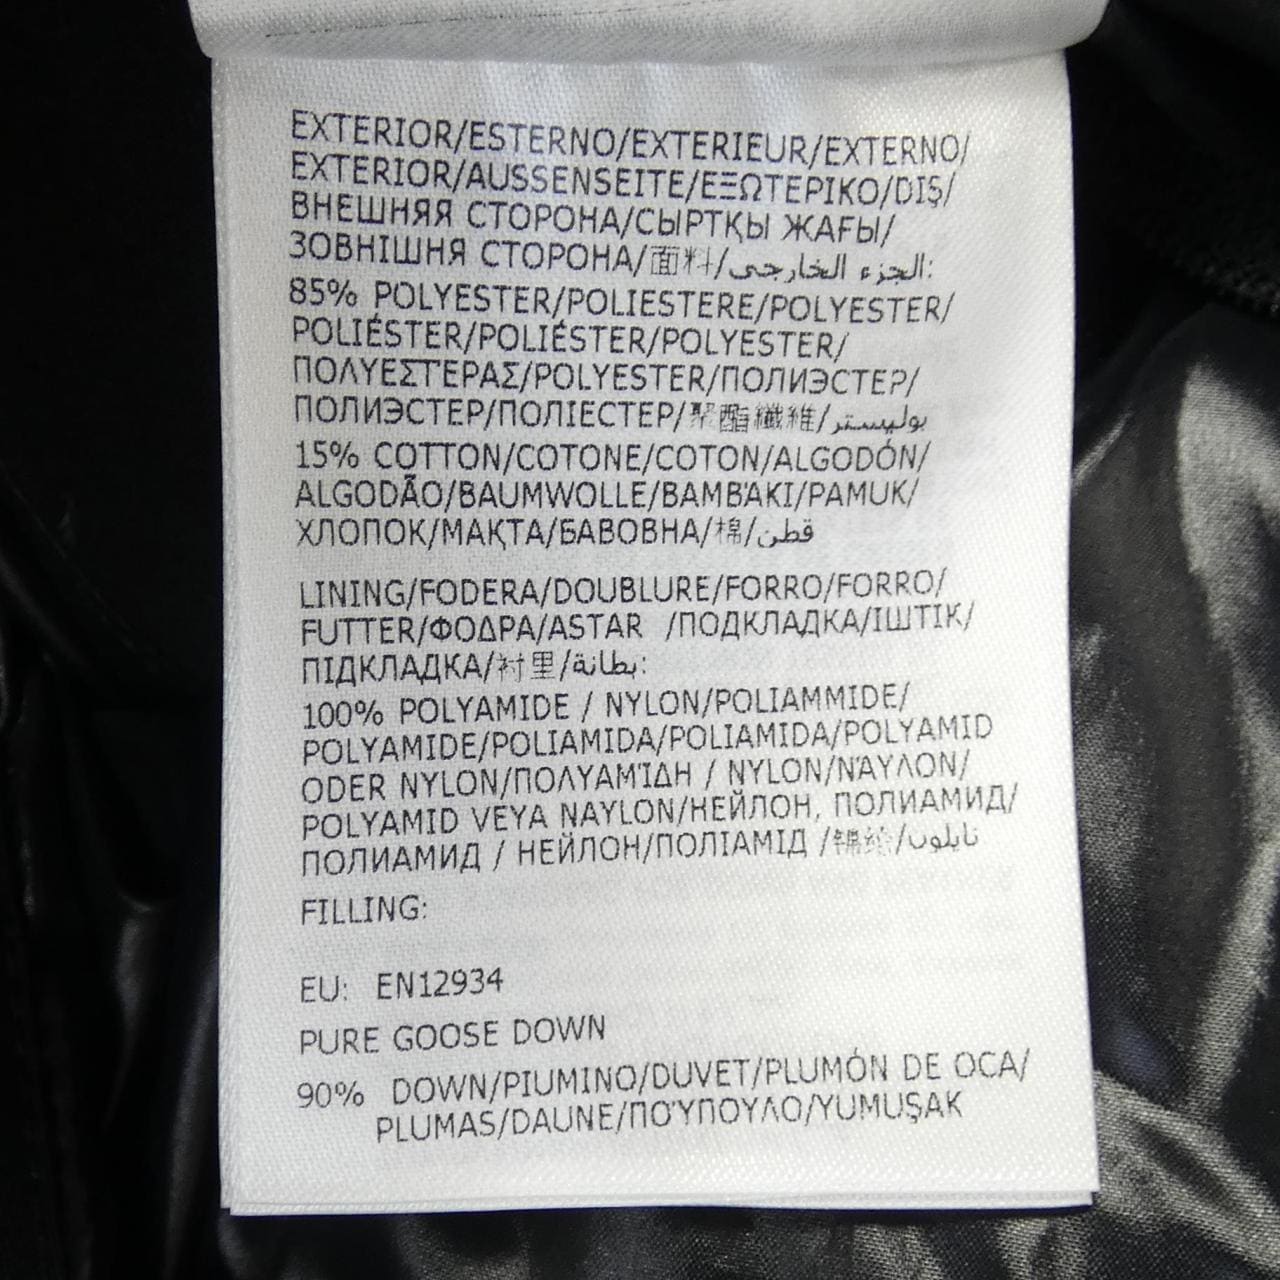 EXTERIOR/ESTERNO/EXTERIEUR/EXTERNO/
EXTERIOR/AUSSENSEITE/ΕΞΩΤΕΡΙΚΟ/DIŞ/
ВНЕШНЯЯ СТОРОНА/СЫРТҚЫ ЖАҒЫ/
ЗОВНІШНЯ СТОРОНА/面料/الجزء الخارجي:
85% POLYESTER/POLIESTERE/POLYESTER/
POLIÉSTER/POLIÉSTER/POLYESTER/
ΠΟΛΥΕΣΤΕΡΑΣ/POLYESTER/ПОЛИЭСТЕР/
ПОЛИЭСТЕР/ПОЛІЕСТЕР/聚酯纖維/بوليستر
15% COTTON/COTONE/COTON/ALGODÓN/
ALGODÃO/BAUMWOLLE/ΒΑΜΒΆΚΙ/PAMUK/
ХЛОПОК/МАҚТА/БАВОВНА/棉/قطن
LINING/FODERA/DOUBLURE/FORRO/FORRO/
FUTTER/ΦΟΔΡΑ/ASTAR /ПОДКЛАДКА/ІШТІК/
ПІДКЛАДКА/衬里/بطانة:
100% POLYAMIDE / NYLON/POLIAMMIDE/
POLYAMIDE/POLIAMIDA/POLIAMIDA/POLYAMID
ODER NYLON/ΠΟΛΥΑΜΊΔΗ / NYLON/ΝΆΥΛΟΝ/
POLYAMID VEYA NAYLON/НЕЙЛОН, ПОЛИАМИД/
ПОЛИАМИД / НЕЙЛОН/ПОЛІАМІД /锦纶/نايلون
FILLING:
EU: EN12934
PURE GOOSE DOWN
90% DOWN/PIUMINO/DUVET/PLUMÓN DE OCA/
PLUMAS/DAUNE/ΠΟΎΠΟΥΛΟ/YUMUŞAK